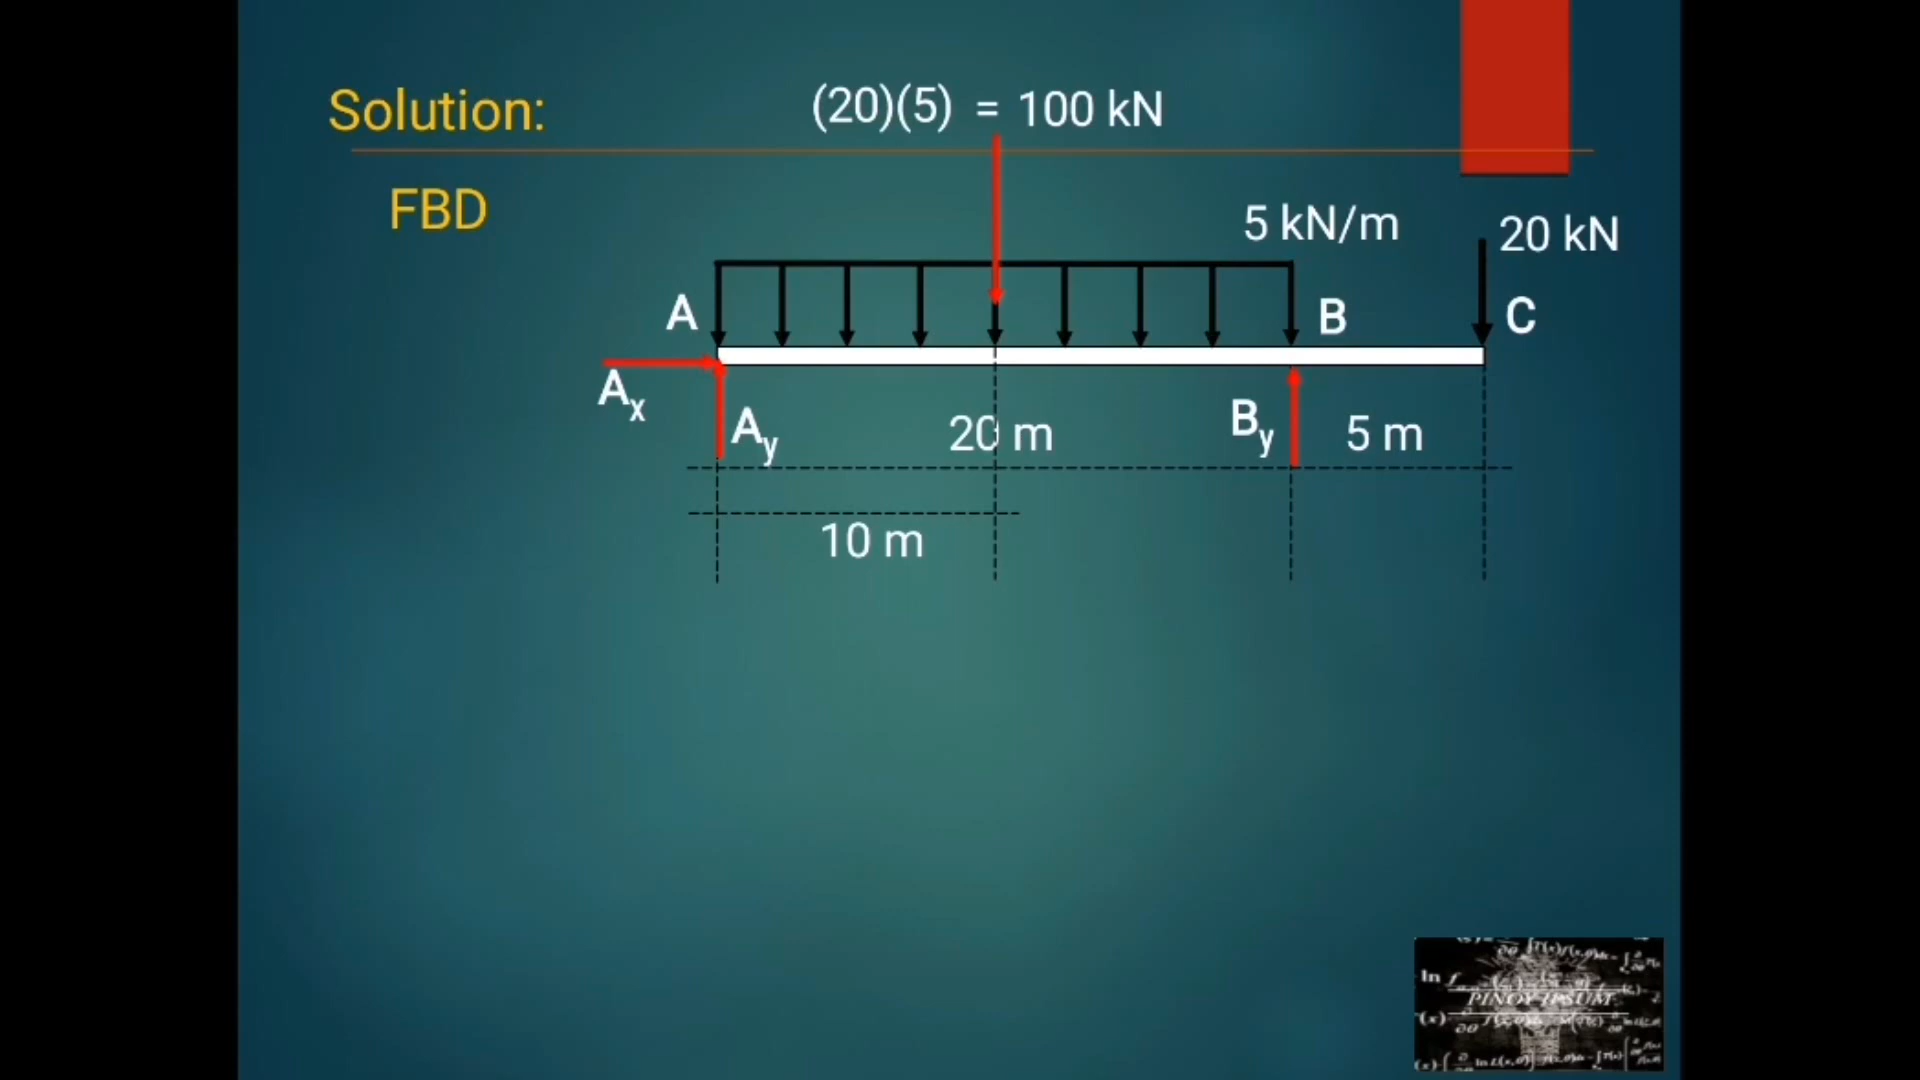 Solution:
(20)(5) = 100 kN
FBD
5 kN/m
20 kN
A
B
C
Ax
Ay
20 m
By
5 m
10 m
PINOY IPSUM